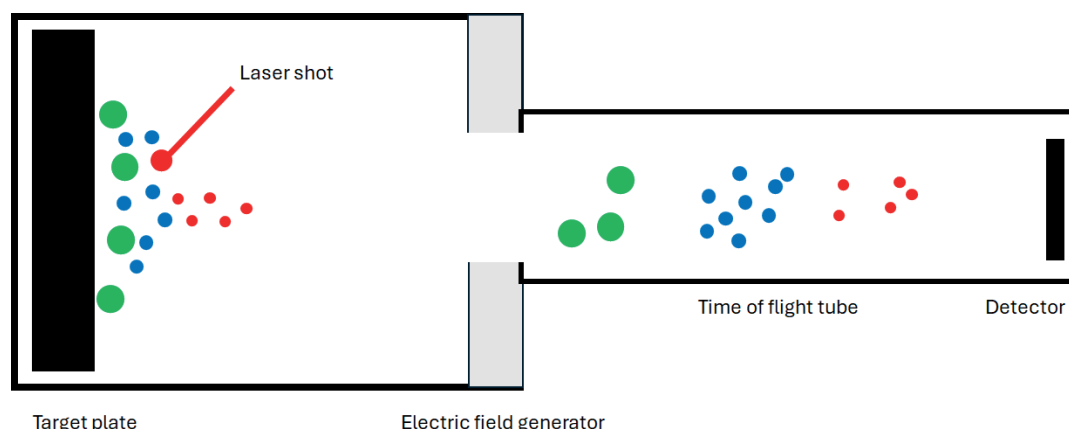 Laser shot
Time of flight tube
Detector
Target plate
Electric field generator